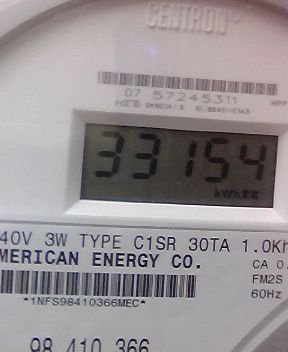 CENTRON
07 57245311
33154
kWh
40V 3W TYPE C1SR 30TA 1.0Kh
MERICAN ENERGY CO.
CA 0.
FM2S
*1NFS98410366MEC*
60Hz
98 410 366